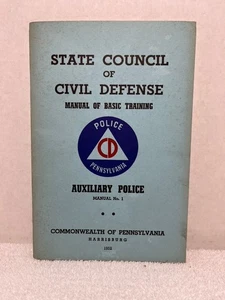 STATE COUNCIL
OF
CIVIL DEFENSE
MANUAL OF BASIC TRAINING
POLICE
CD
PENNSYLVANIA
AUXILIARY POLICE
MANUAL No. 1
COMMONWEALTH OF PENNSYLVANIA
HARRISBURG